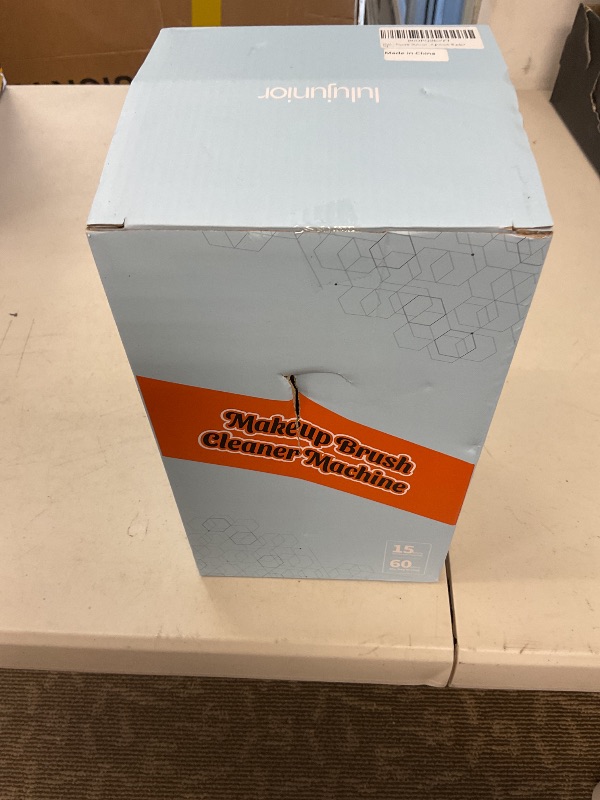 Made in China
lulujunior
Makeup Brush
Cleaner Machine
15
60